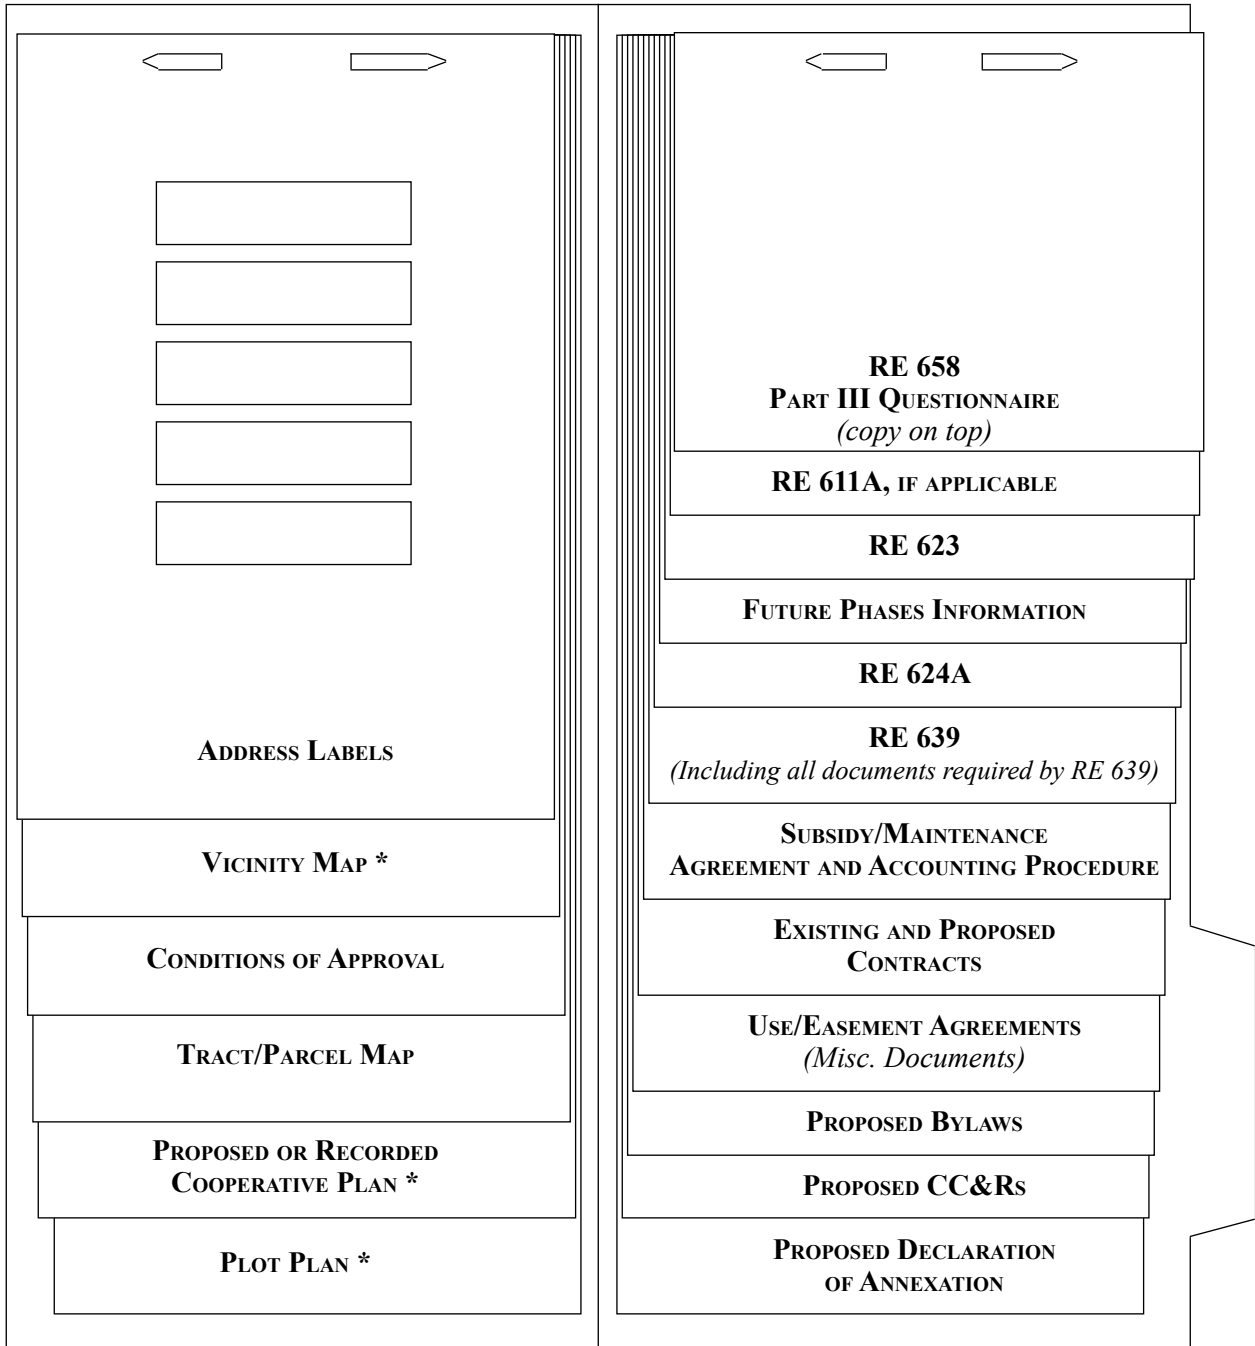 Address Labels
Vicinity Map *
Conditions of Approval
Tract/Parcel Map
Proposed or Recorded
Cooperative Plan *
Plot Plan *
RE 658
Part III Questionnaire
(copy on top)
RE 611A, if applicable
RE 623
Future Phases Information
RE 624A
RE 639
(Including all documents required by RE 639)
Subsidy/Maintenance
Agreement and Accounting Procedure
Existing and Proposed
Contracts
Use/Easement Agreements
(Misc. Documents)
Proposed Bylaws
Proposed CC&Rs
Proposed Declaration
of Annexation